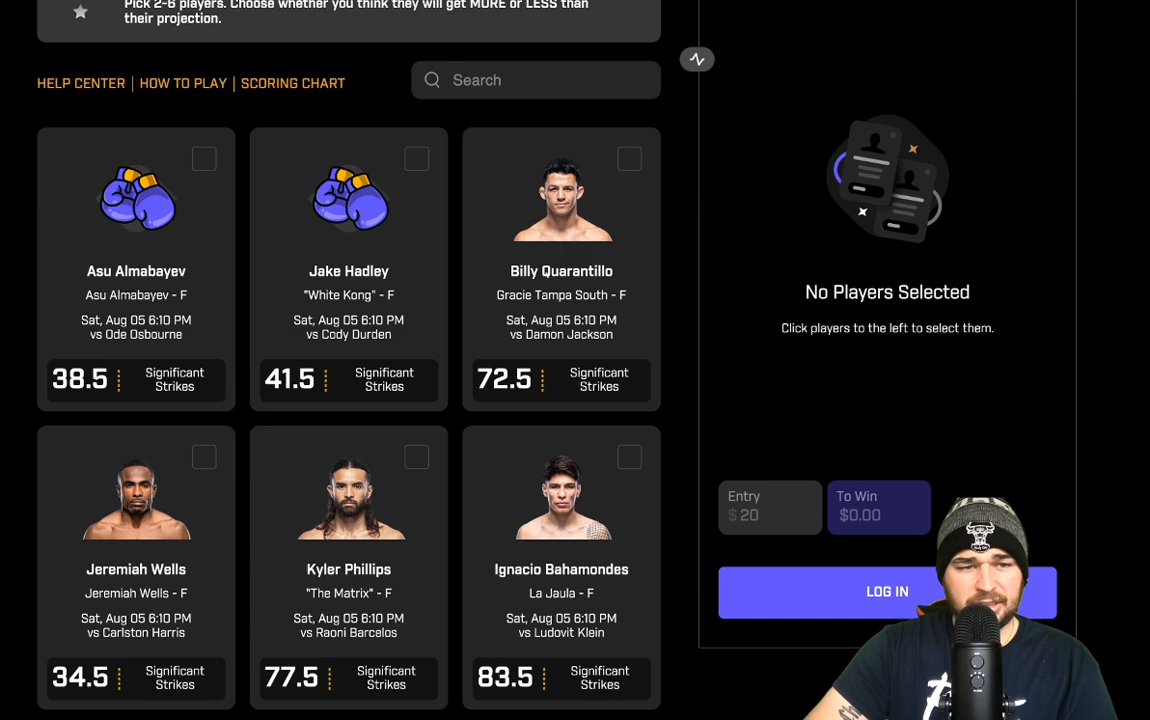 Pick 2-6 players. Choose whether you think they will get MORE or LESS than
their projection.
HELP CENTER | HOW TO PLAY | SCORING CHART
Search
Asu Almabayev
Asu Almabayev - F
Sat, Aug 05 6:10 PM
vs Ode Osbourne
38.5
Significant
Strikes
Jake Hadley
"White Kong" - F
Sat, Aug 05 6:10 PM
vs Cody Durden
41.5
Significant
Strikes
Billy Quarantillo
Gracie Tampa South - F
Sat, Aug 05 6:10 PM
vs Damon Jackson
72.5
Significant
Strikes
Jeremiah Wells
Jeremiah Wells - F
Sat, Aug 05 6:10 PM
vs Carlston Harris
34.5
Significant
Strikes
Kyler Phillips
"The Matrix" - F
Sat, Aug 05 6:10 PM
vs Raoni Barcelos
77.5
Significant
Strikes
Ignacio Bahamondes
La Jaula - F
Sat, Aug 05 6:10 PM
vs Ludovit Klein
83.5
Significant
Strikes
No Players Selected
Click players to the left to select them.
Entry
$ 20
To Win
$0.00
LOG IN